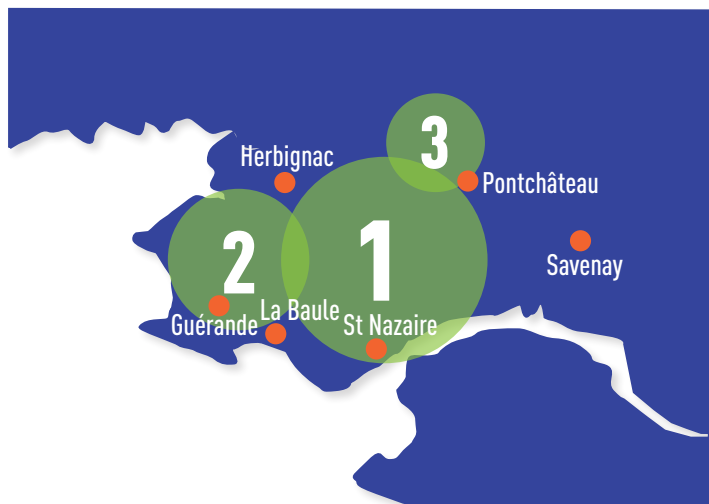 3
Herbignac
Pontchâteau
1
2
Savenay
La Baule
Guérande
St Nazaire